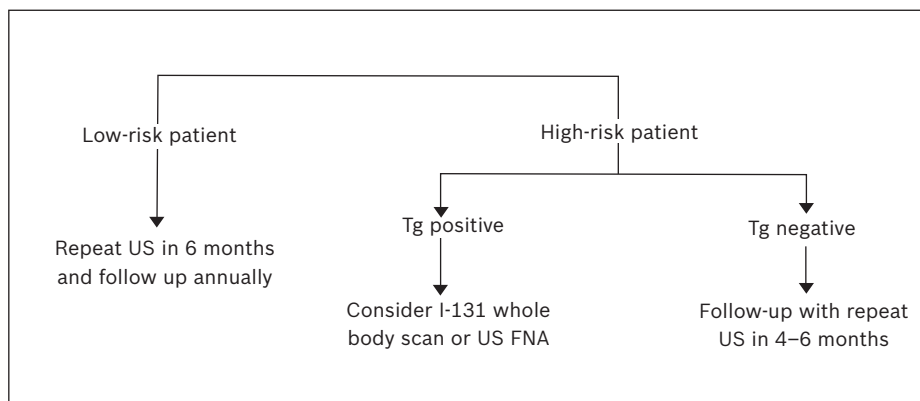 Low-risk patient
High-risk patient
Tg positive
Tg negative
Repeat US in 6 months
and follow up annually
Consider I-131 whole
body scan or US FNA
Follow-up with repeat
US in 4–6 months